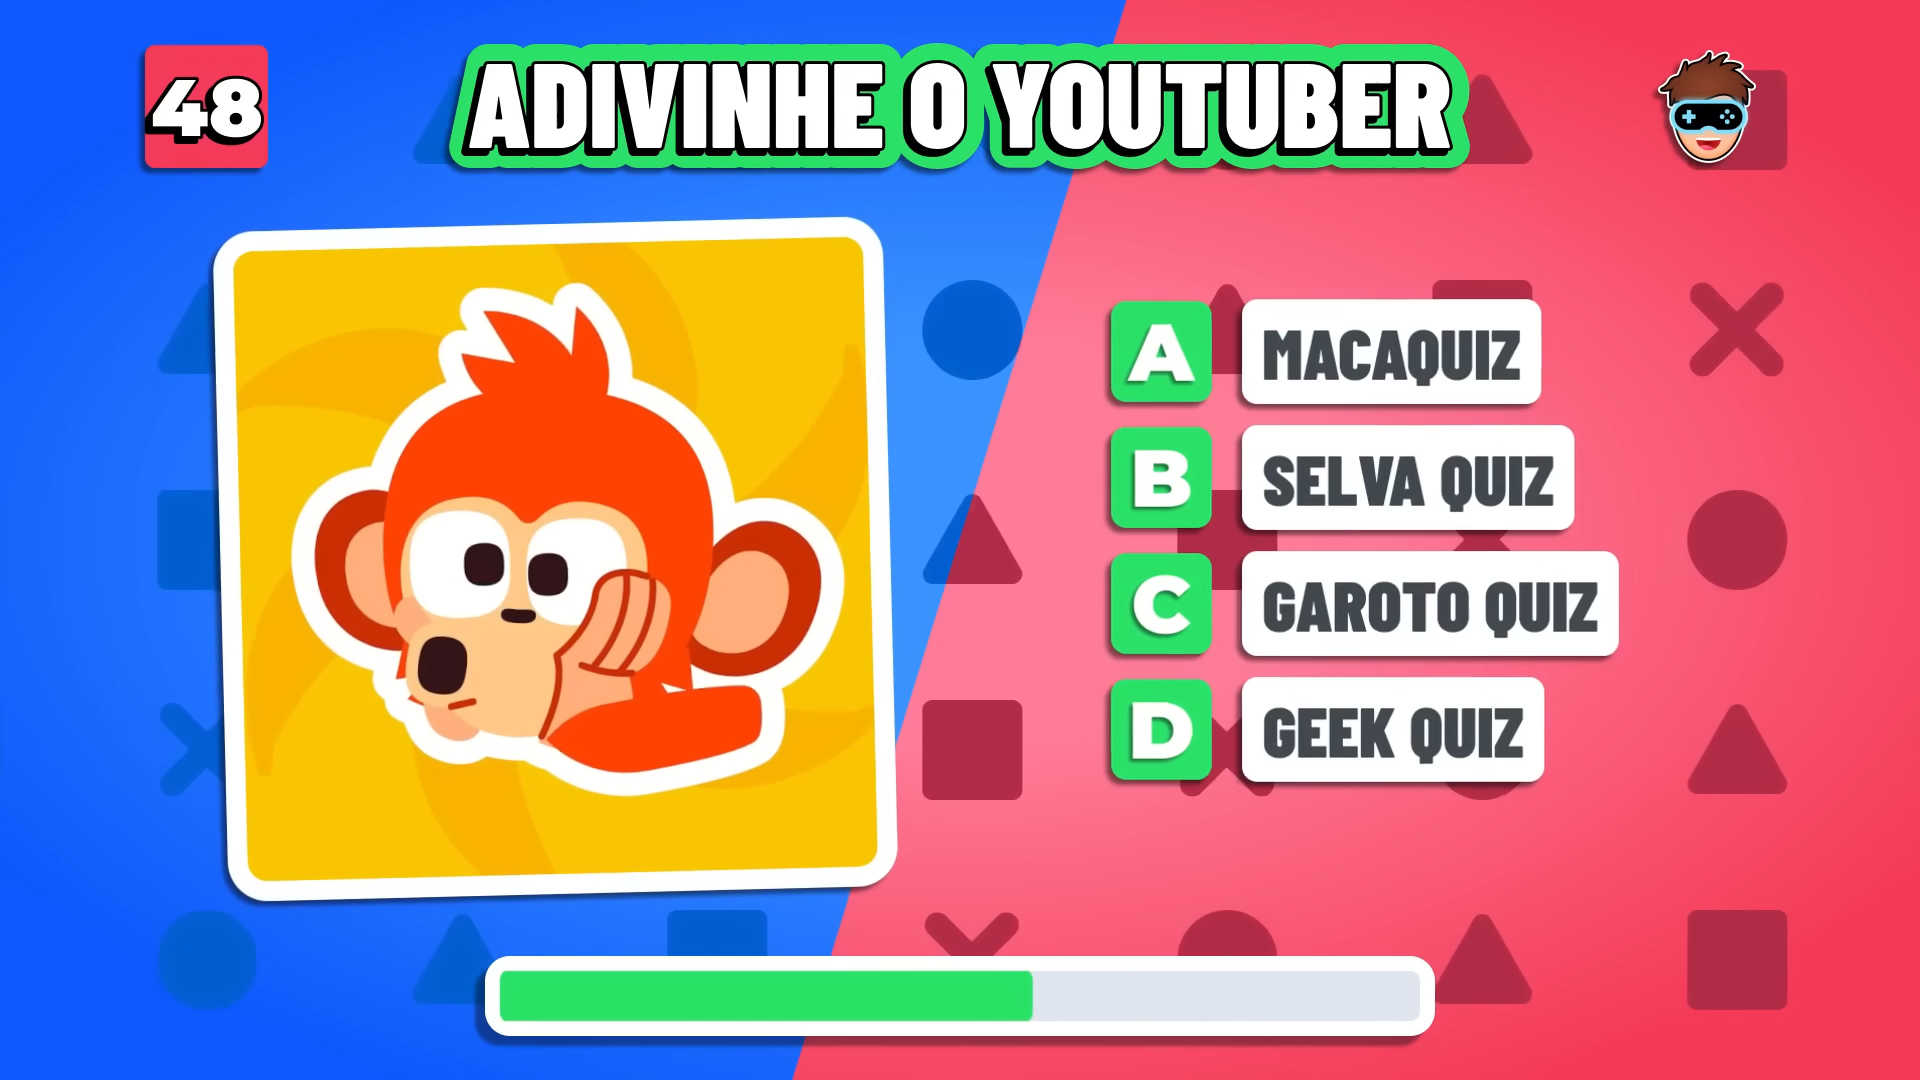 48
ADIVINHE O YOUTUBER
A MACAQUIZ
B SELVA QUIZ
C GAROTO QUIZ
D GEEK QUIZ